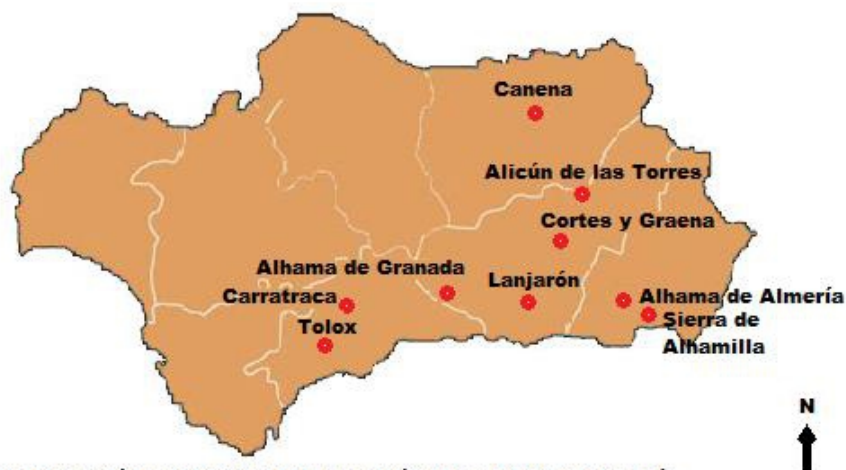 Canena
Alicún de las Torres
Cortes y Graena
Alhama de Granada
Lanjarón
Carratraca
Alhama de Almería
Sierra de
Alhamilla
Tolox
N